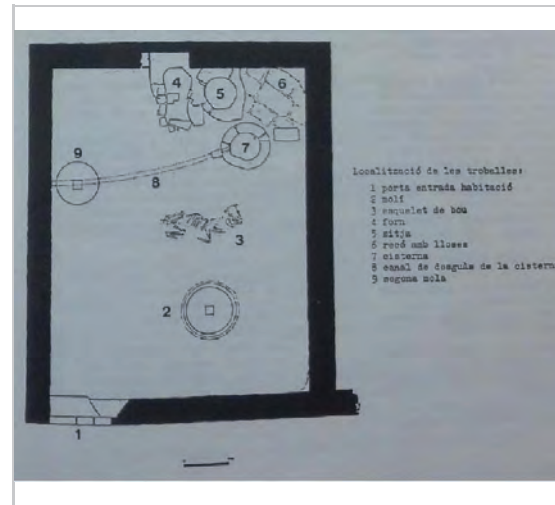 4
5
6
7
9
8
3
2
1
Localització de les troballes:
1 porta entrada habitació
2 molí
3 esquelet de bou
4 forn
5 sitja
6 recó amb lloses
7 cisterna
8 canal de desguàs de la cisterna
9 segona mola